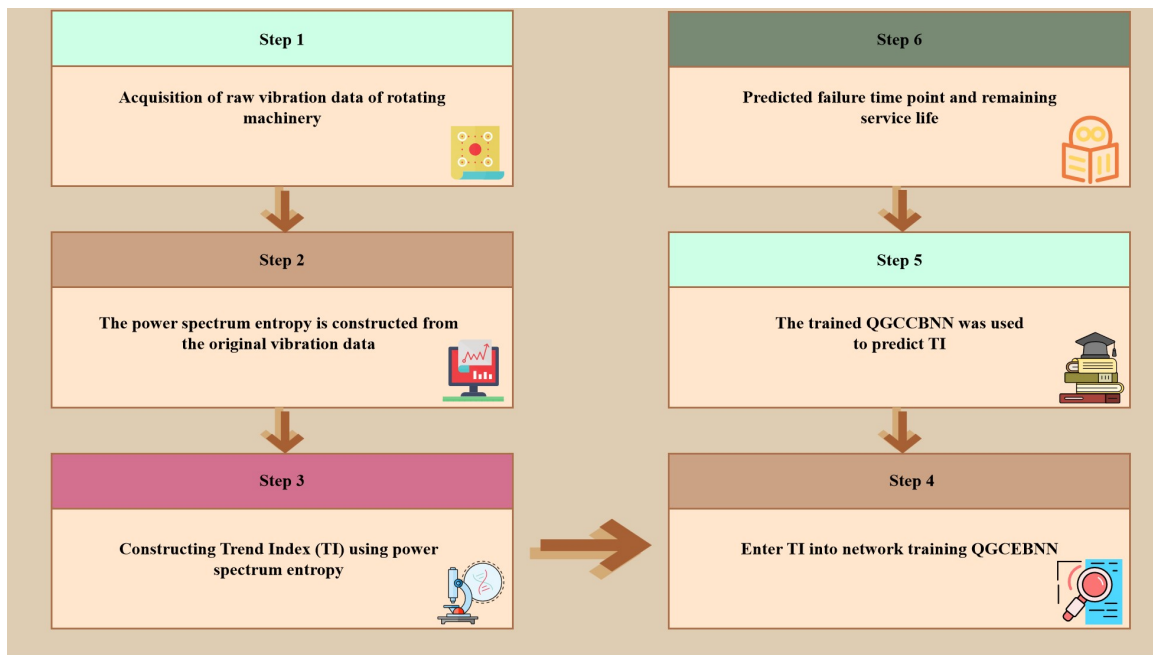 Step 1
Acquisition of raw vibration data of rotating
machinery
Step 2
The power spectrum entropy is constructed from
the original vibration data
Step 3
Constructing Trend Index (TI) using power
spectrum entropy
Step 4
Enter TI into network training QGCEBNN
Step 5
The trained QGCCBNN was used
to predict TI
Step 6
Predicted failure time point and remaining
service life